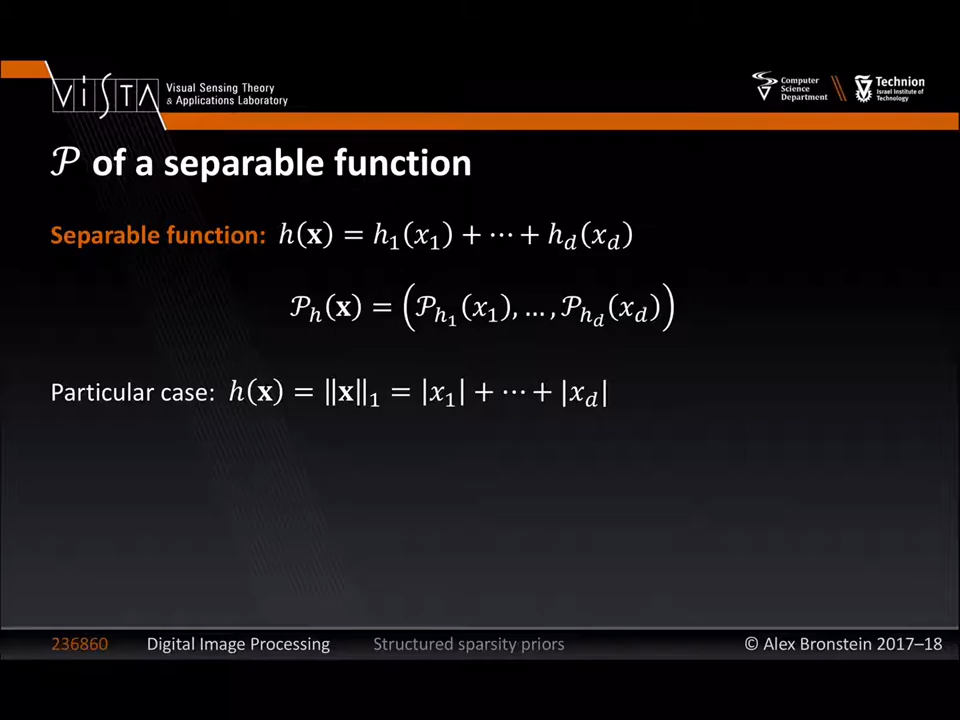 ViSTA Visual Sensing Theory & Applications Laboratory
Computer Science Department
Technion Israel Institute of Technology
𝒫 of a separable function
Separable function: h(𝐱) = h₁(x₁) + ⋯ + h_d(x_d)
𝒫_h(𝐱) = (𝒫_{h₁}(x₁), … , 𝒫_{h_d}(x_d))
Particular case: h(𝐱) = ‖𝐱‖₁ = |x₁| + ⋯ + |x_d|
236860 Digital Image Processing Structured sparsity priors © Alex Bronstein 2017–18